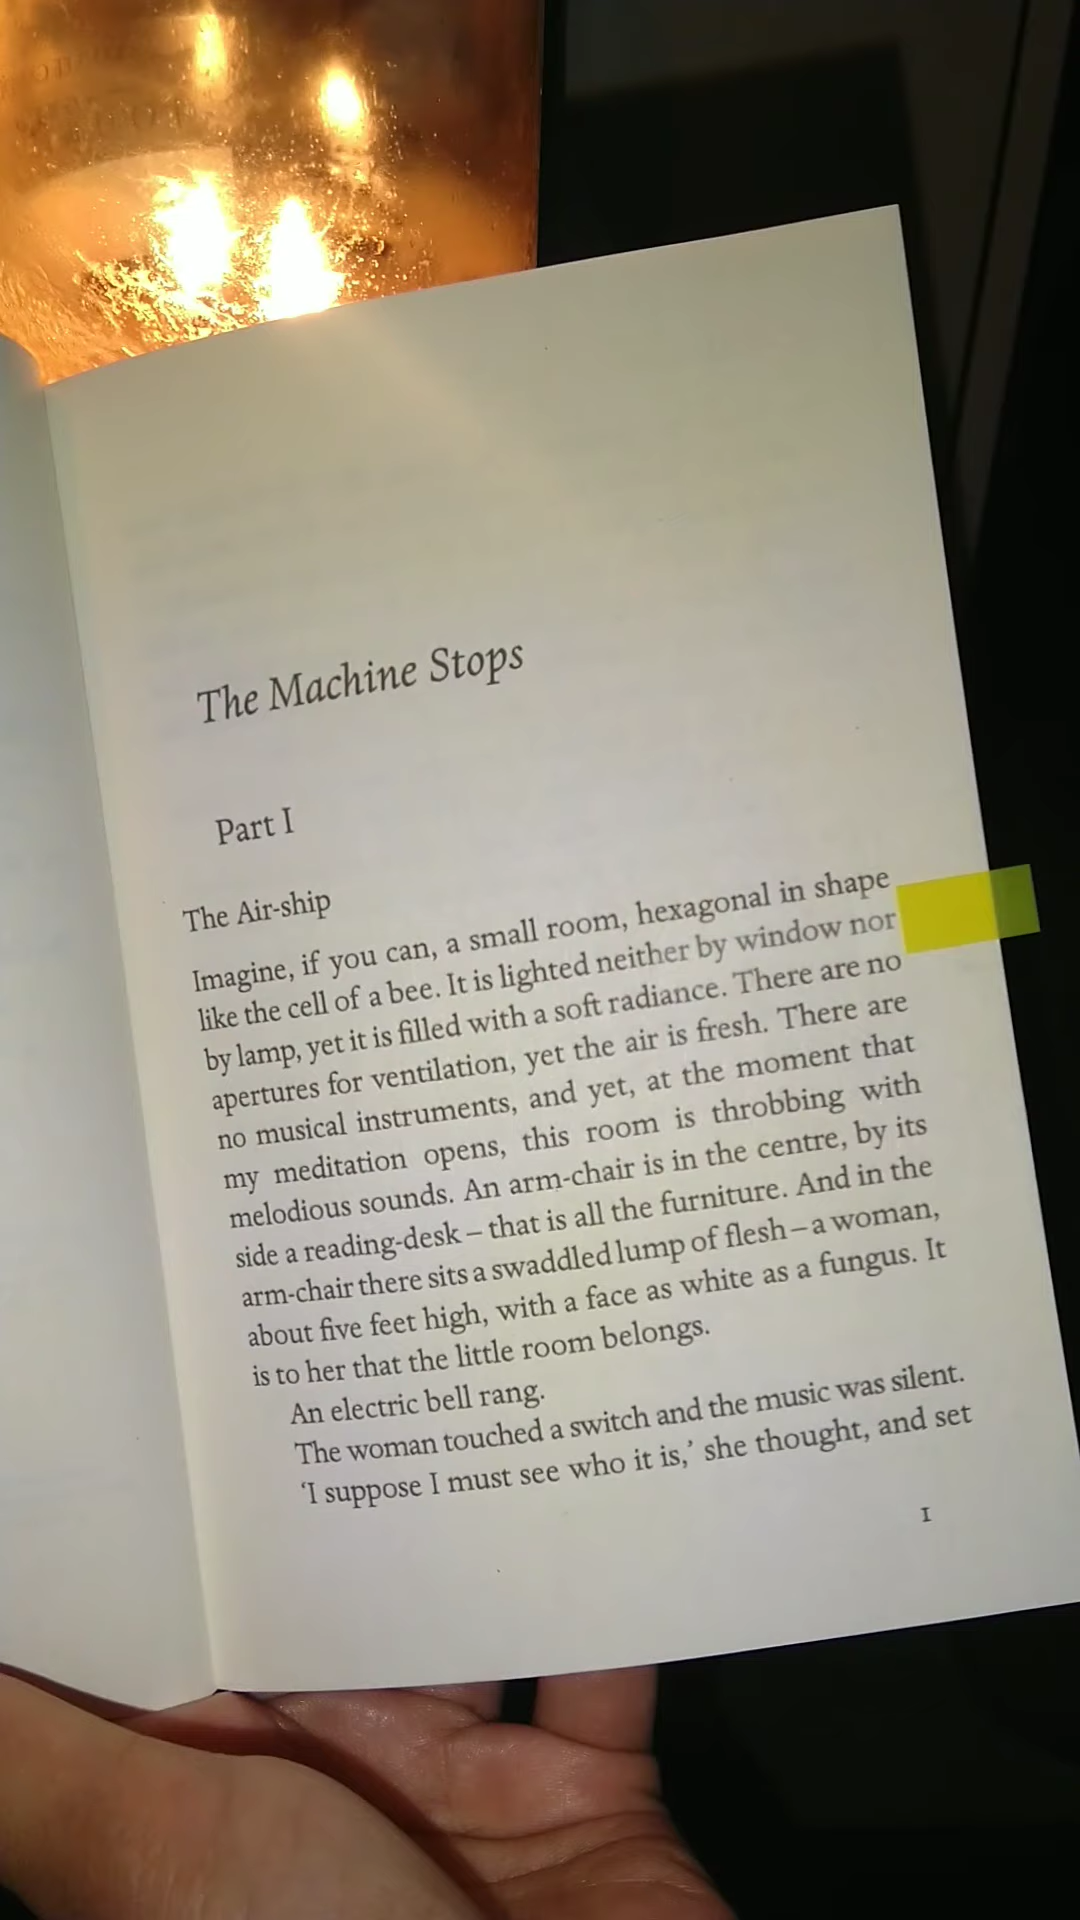 The Machine Stops
Part I
The Air-ship
Imagine, if you can, a small room, hexagonal in shape
like the cell of a bee. It is lighted neither by window nor
by lamp, yet it is filled with a soft radiance. There are no
apertures for ventilation, yet the air is fresh. There are
no musical instruments, and yet, at the moment that
my meditation opens, this room is throbbing with
melodious sounds. An arm-chair is in the centre, by its
side a reading-desk – that is all the furniture. And in the
arm-chair there sits a swaddled lump of flesh – a woman,
about five feet high, with a face as white as a fungus. It
is to her that the little room belongs.
An electric bell rang.
The woman touched a switch and the music was silent.
‘I suppose I must see who it is,’ she thought, and set
1